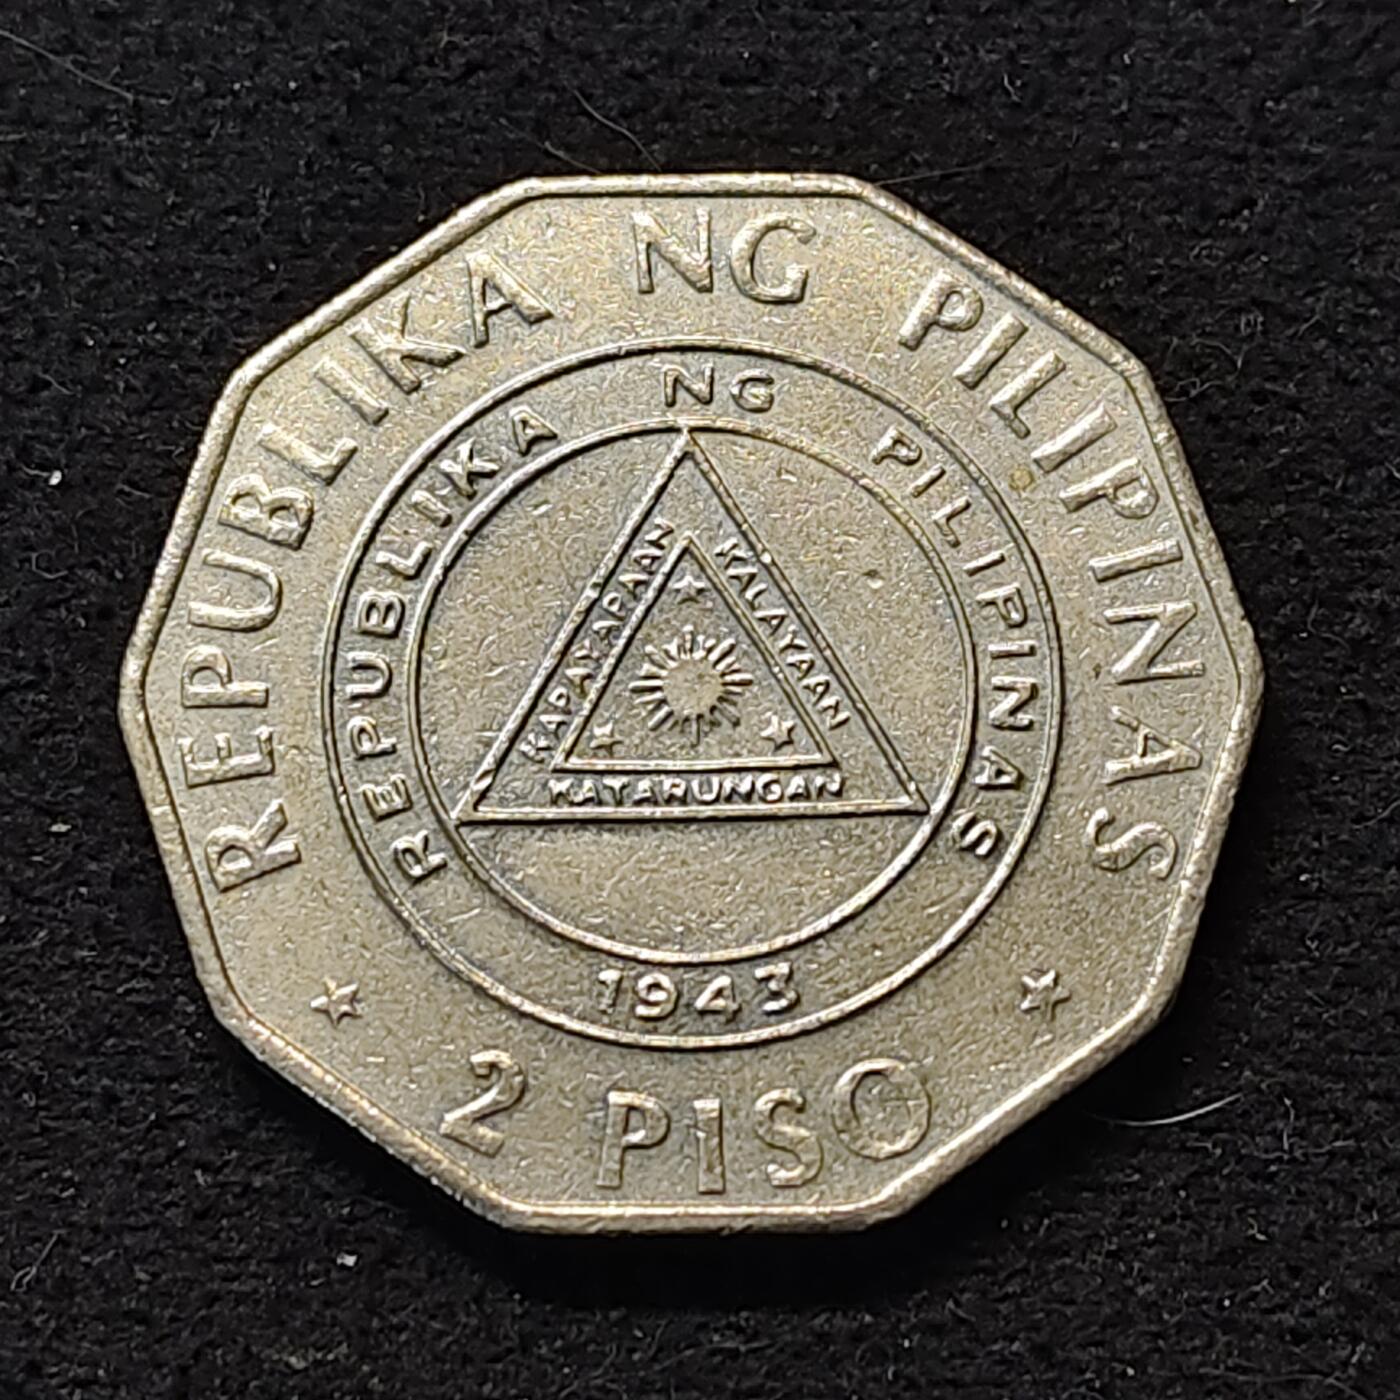 REPUBLIKA NG PILIPINAS
REPUBLIKA NG PILIPINAS
KAPAYAPAAN
KALAYAAN
KATARUNGAN
1943
2 PISO